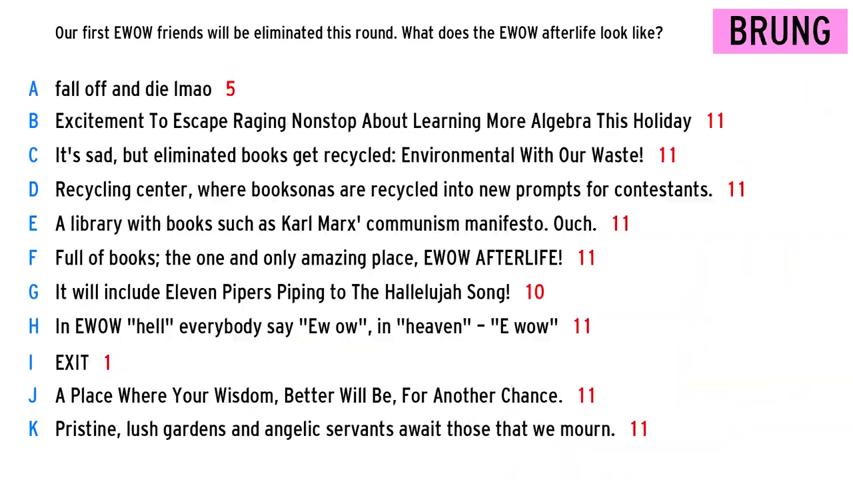 Our first EWOW friends will be eliminated this round. What does the EWOW afterlife look like?
BRUNG
A fall off and die lmao 5
B Excitement To Escape Raging Nonstop About Learning More Algebra This Holiday 11
C It's sad, but eliminated books get recycled: Environmental With Our Waste! 11
D Recycling center, where booksonas are recycled into new prompts for contestants. 11
E A library with books such as Karl Marx' communism manifesto. Ouch. 11
F Full of books; the one and only amazing place, EWOW AFTERLIFE! 11
G It will include Eleven Pipers Piping to The Hallelujah Song! 10
H In EWOW "hell" everybody say "Ew ow", in "heaven" - "E wow" 11
I EXIT 1
J A Place Where Your Wisdom, Better Will Be, For Another Chance. 11
K Pristine, lush gardens and angelic servants await those that we mourn. 11